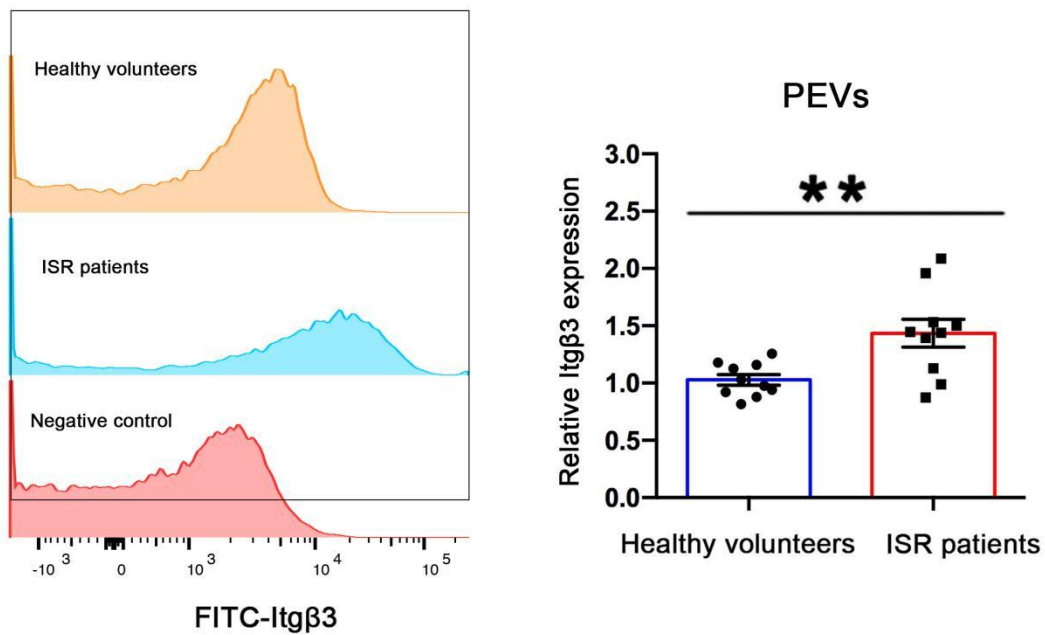 Healthy volunteers
ISR patients
Negative control
-10 3 0 10 3 10 4 10 5
FITC-Itgβ3
PEVs
**
Relative Itgβ3 expression
3.0
2.5
2.0
1.5
1.0
0.5
0.0
Healthy volunteers ISR patients